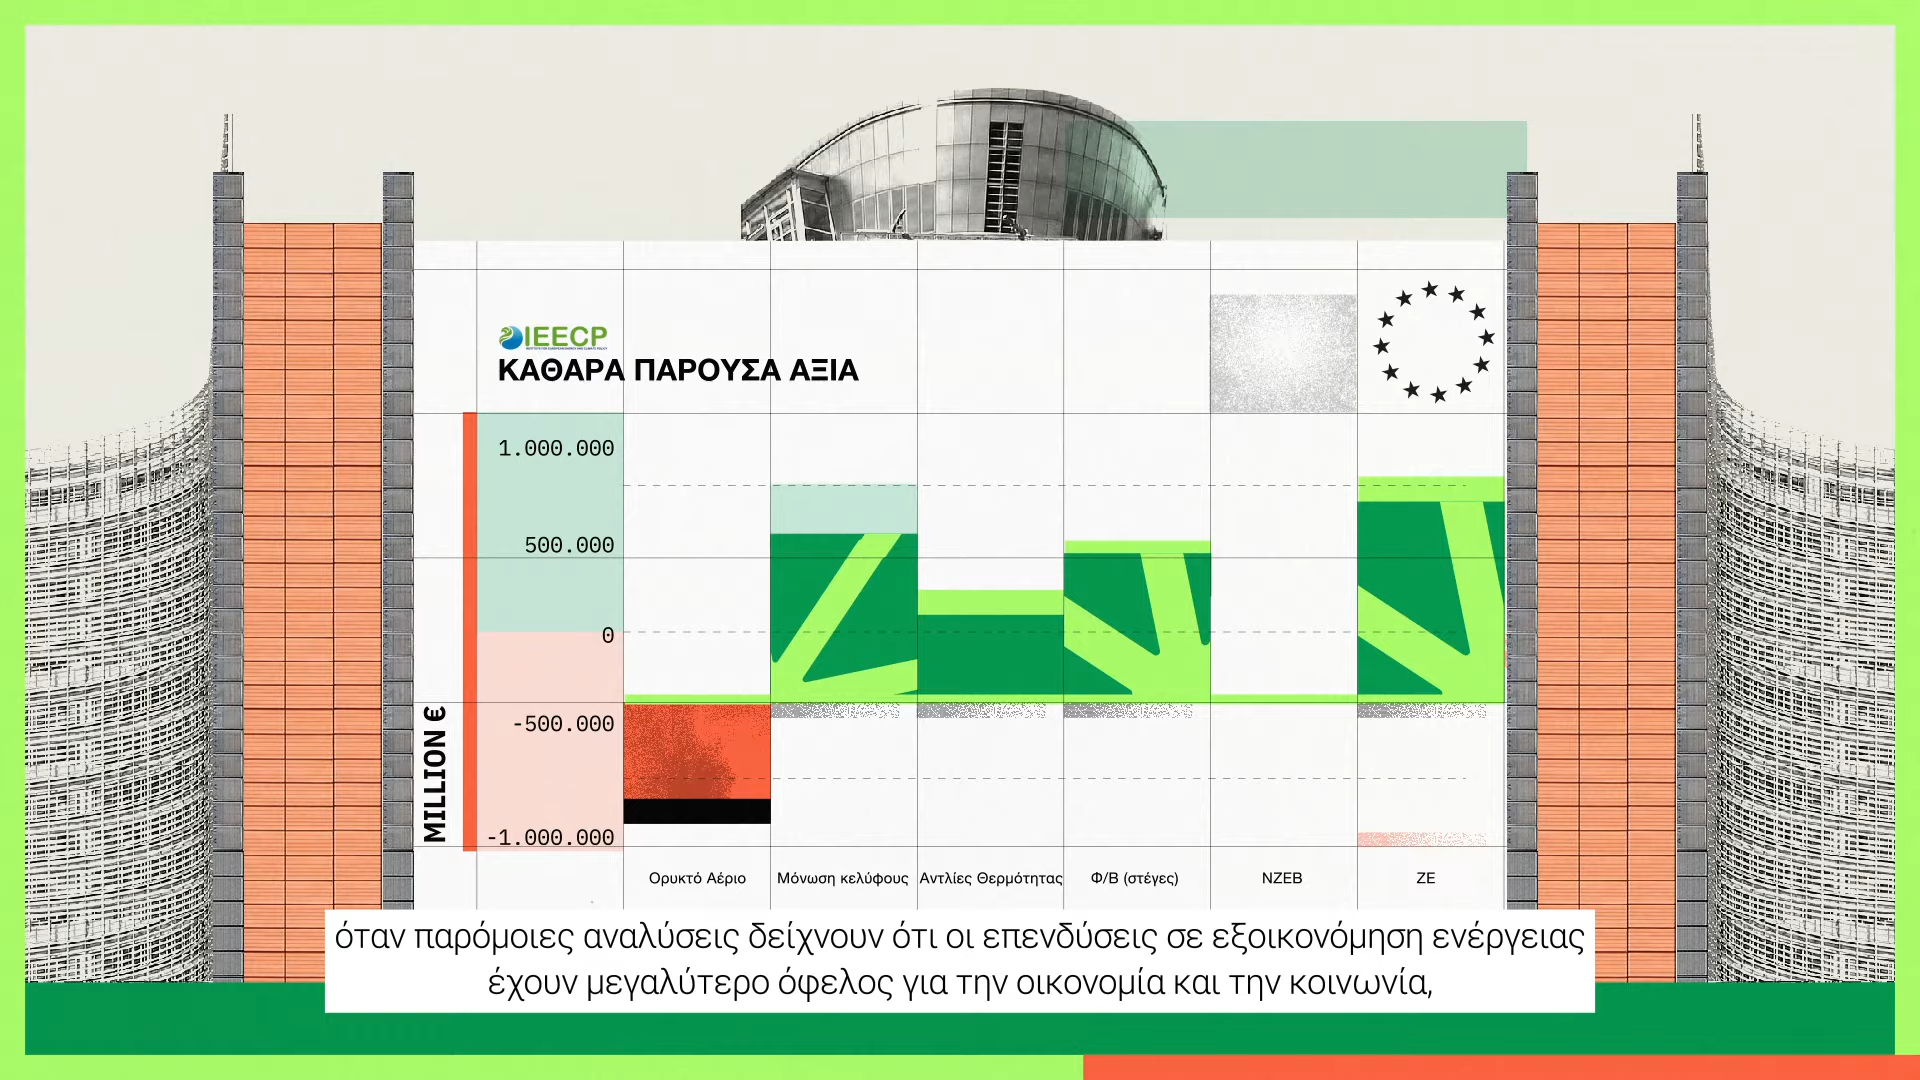 IEECP
ΚΑΘΑΡΑ ΠΑΡΟΥΣΑ ΑΞΙΑ
1.000.000
500.000
0
-500.000
-1.000.000
MILLION €
Ορυκτό Αέριο
Μόνωση κελύφους
Αντλίες Θερμότητας
Φ/Β (στέγες)
NZEB
ZE
όταν παρόμοιες αναλύσεις δείχνουν ότι οι επενδύσεις σε εξοικονόμηση ενέργειας
έχουν μεγαλύτερο όφελος για την οικονομία και την κοινωνία,